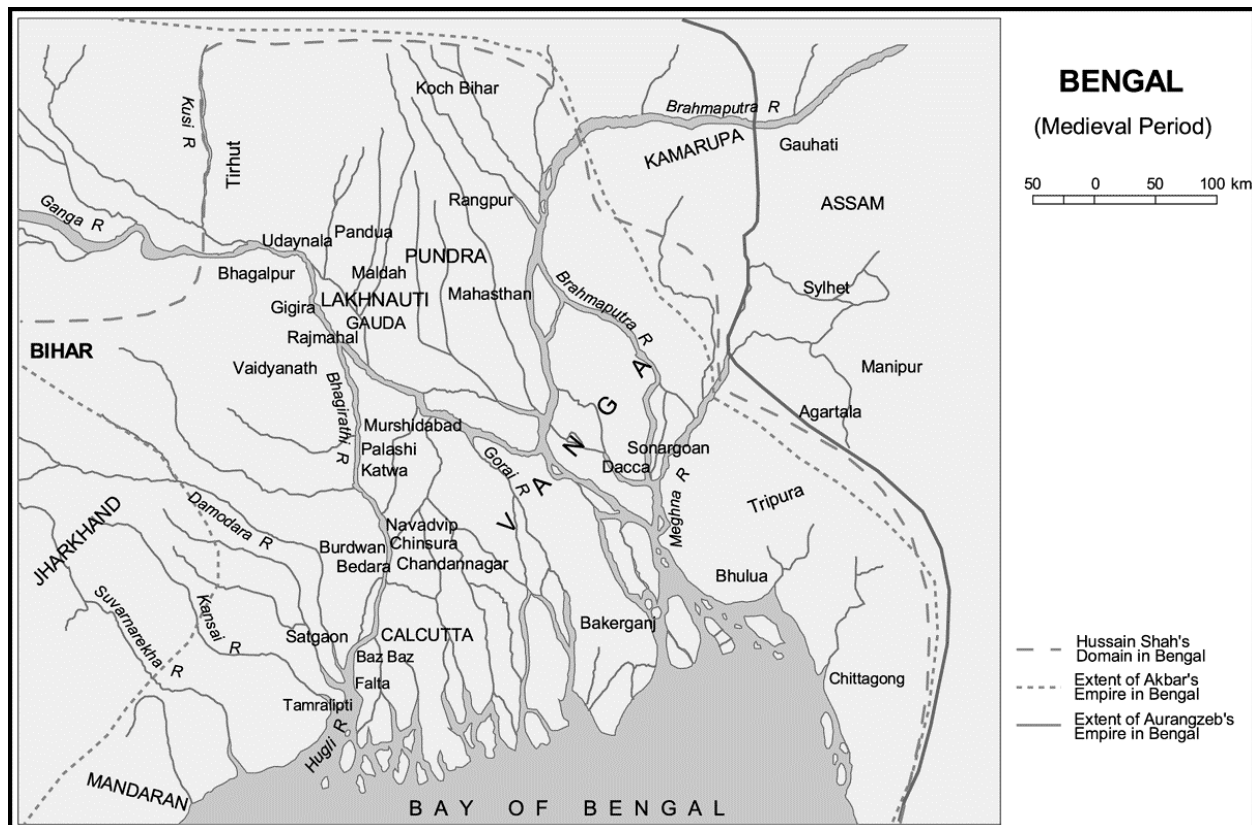 BENGAL
(Medieval Period)
50 0 50 100 km
Koch Bihar
Kusi R
Tirhut
Brahmaputra R
KAMARUPA
Gauhati
ASSAM
Rangpur
Ganga R
Udaynala
Pandua
PUNDRA
Bhagalpur
Maldah
Mahasthan
Brahmaputra R
Sylhet
LAKHNAUTI
Gigira
GAUDA
Rajmahal
BIHAR
Vaidyanath
Manipur
Bhagirathi R
VANGA
Agartala
Murshidabad
Palashi
Katwa
Gorai R
Sonargoan
Dacca
Meghna R
Tripura
JHARKHAND
Damodara R
Navadvip
Burdwan
Chinsura
Bedara
Chandannagar
Bhulua
Suvarnarekha R
Kansai R
Satgaon
CALCUTTA
Bakerganj
Baz Baz
Falta
Chittagong
Tamralipti
Hugli R
MANDARAN
BAY OF BENGAL
Hussain Shah's
Domain in Bengal
Extent of Akbar's
Empire in Bengal
Extent of Aurangzeb's
Empire in Bengal